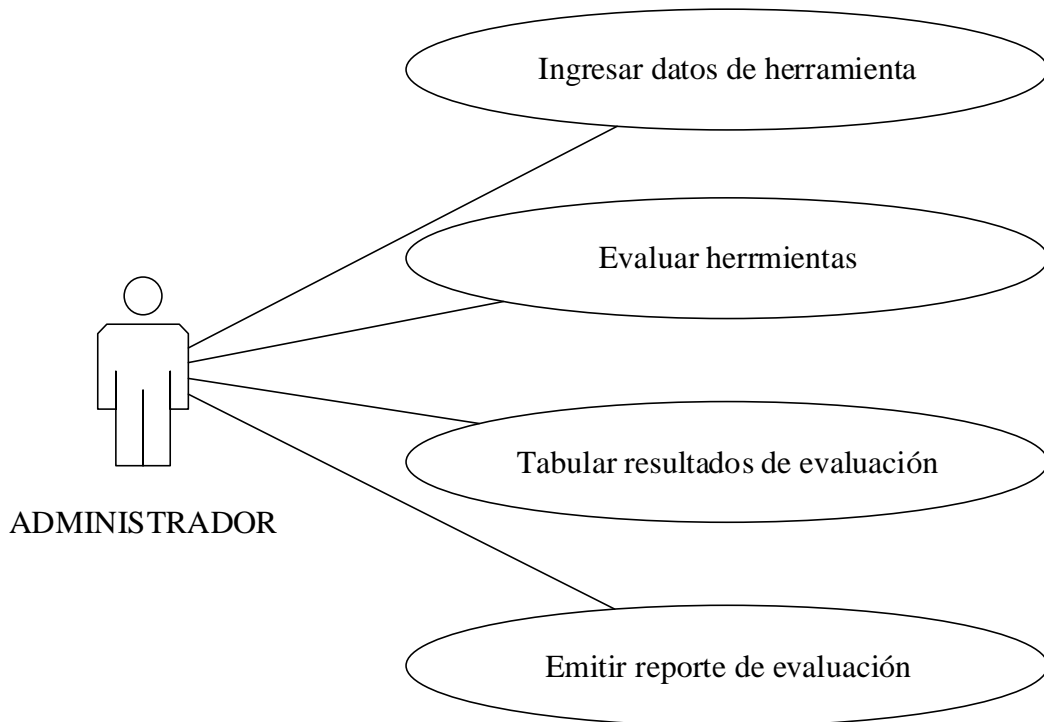 Ingresar datos de herramienta
Evaluar herrmientas
Tabular resultados de evaluación
ADMINISTRADOR
Emitir reporte de evaluación